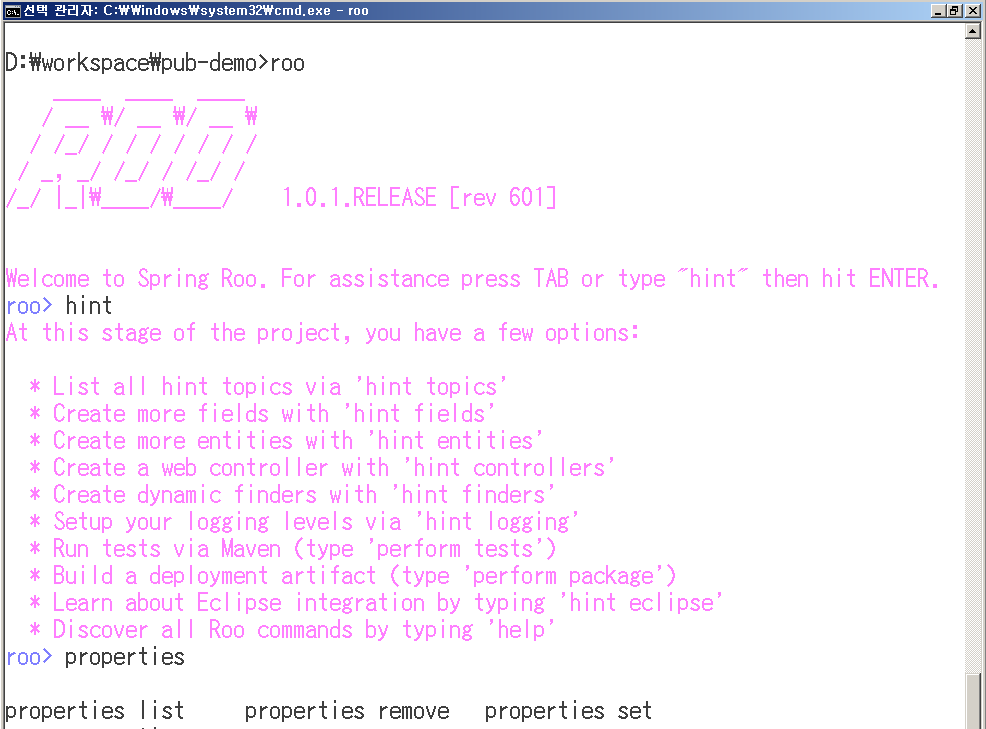 선택 관리자: C:₩Windows₩system32₩cmd.exe - roo
D:₩workspace₩pub-demo>roo
    ____  ____  ____
   / __ ₩/ __ ₩/ __ ₩
  / /_/ / / / / / / /
 / _, _/ /_/ / /_/ /
/_/ |_|₩____/₩____/    1.0.1.RELEASE [rev 601]
Welcome to Spring Roo. For assistance press TAB or type "hint" then hit ENTER.
roo> hint
At this stage of the project, you have a few options:
* List all hint topics via 'hint topics'
* Create more fields with 'hint fields'
* Create more entities with 'hint entities'
* Create a web controller with 'hint controllers'
* Create dynamic finders with 'hint finders'
* Setup your logging levels via 'hint logging'
* Run tests via Maven (type 'perform tests')
* Build a deployment artifact (type 'perform package')
* Learn about Eclipse integration by typing 'hint eclipse'
* Discover all Roo commands by typing 'help'
roo> properties
properties list     properties remove   properties set